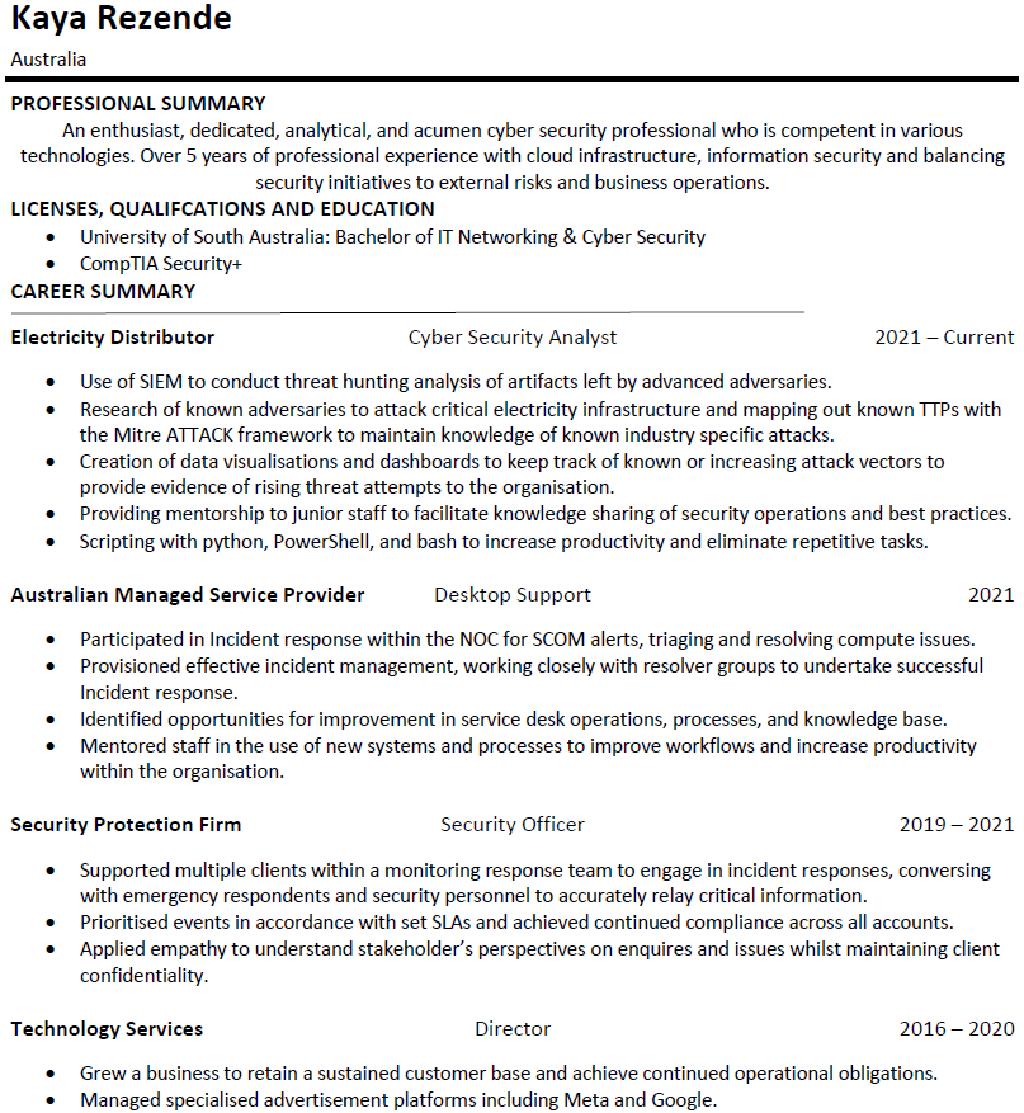 Kaya Rezende
Australia
PROFESSIONAL SUMMARY
An enthusiast, dedicated, analytical, and acumen cyber security professional who is competent in various
technologies. Over 5 years of professional experience with cloud infrastructure, information security and balancing
security initiatives to external risks and business operations.
LICENSES, QUALIFCATIONS AND EDUCATION
• University of South Australia: Bachelor of IT Networking & Cyber Security
• CompTIA Security+
CAREER SUMMARY
Electricity Distributor Cyber Security Analyst 2021 – Current
• Use of SIEM to conduct threat hunting analysis of artifacts left by advanced adversaries.
• Research of known adversaries to attack critical electricity infrastructure and mapping out known TTPs with
the Mitre ATTACK framework to maintain knowledge of known industry specific attacks.
• Creation of data visualisations and dashboards to keep track of known or increasing attack vectors to
provide evidence of rising threat attempts to the organisation.
• Providing mentorship to junior staff to facilitate knowledge sharing of security operations and best practices.
• Scripting with python, PowerShell, and bash to increase productivity and eliminate repetitive tasks.
Australian Managed Service Provider Desktop Support 2021
• Participated in Incident response within the NOC for SCOM alerts, triaging and resolving compute issues.
• Provisioned effective incident management, working closely with resolver groups to undertake successful
Incident response.
• Identified opportunities for improvement in service desk operations, processes, and knowledge base.
• Mentored staff in the use of new systems and processes to improve workflows and increase productivity
within the organisation.
Security Protection Firm Security Officer 2019 – 2021
• Supported multiple clients within a monitoring response team to engage in incident responses, conversing
with emergency respondents and security personnel to accurately relay critical information.
• Prioritised events in accordance with set SLAs and achieved continued compliance across all accounts.
• Applied empathy to understand stakeholder’s perspectives on enquires and issues whilst maintaining client
confidentiality.
Technology Services Director 2016 – 2020
• Grew a business to retain a sustained customer base and achieve continued operational obligations.
• Managed specialised advertisement platforms including Meta and Google.